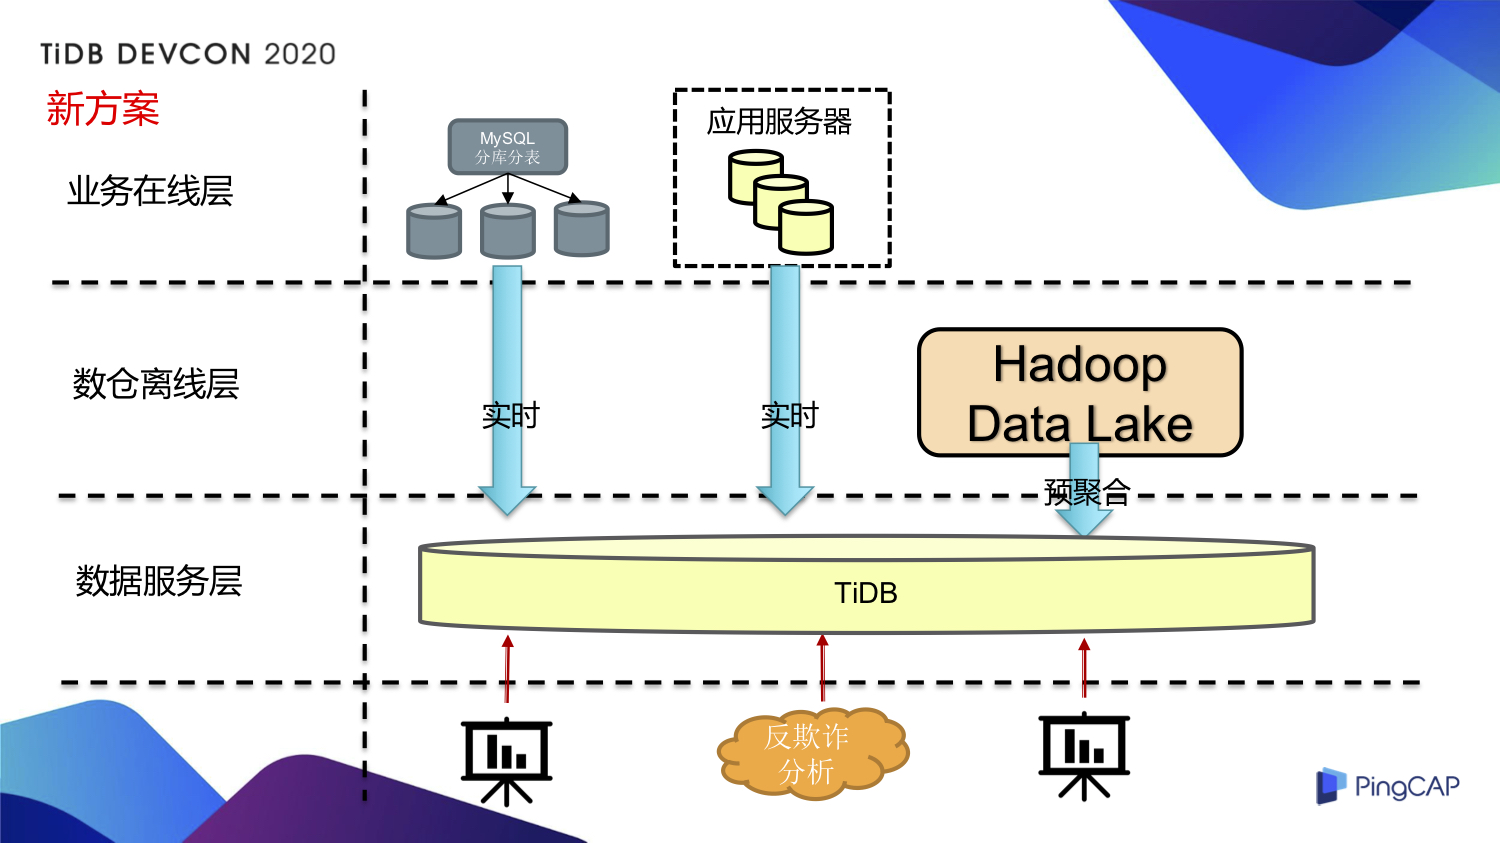 TiDB DEVCON 2020
新方案
业务在线层
MySQL
分库分表
应用服务器
数仓离线层
实时
实时
Hadoop
Data Lake
预聚合
数据服务层
TiDB
反欺诈
分析
PingCAP